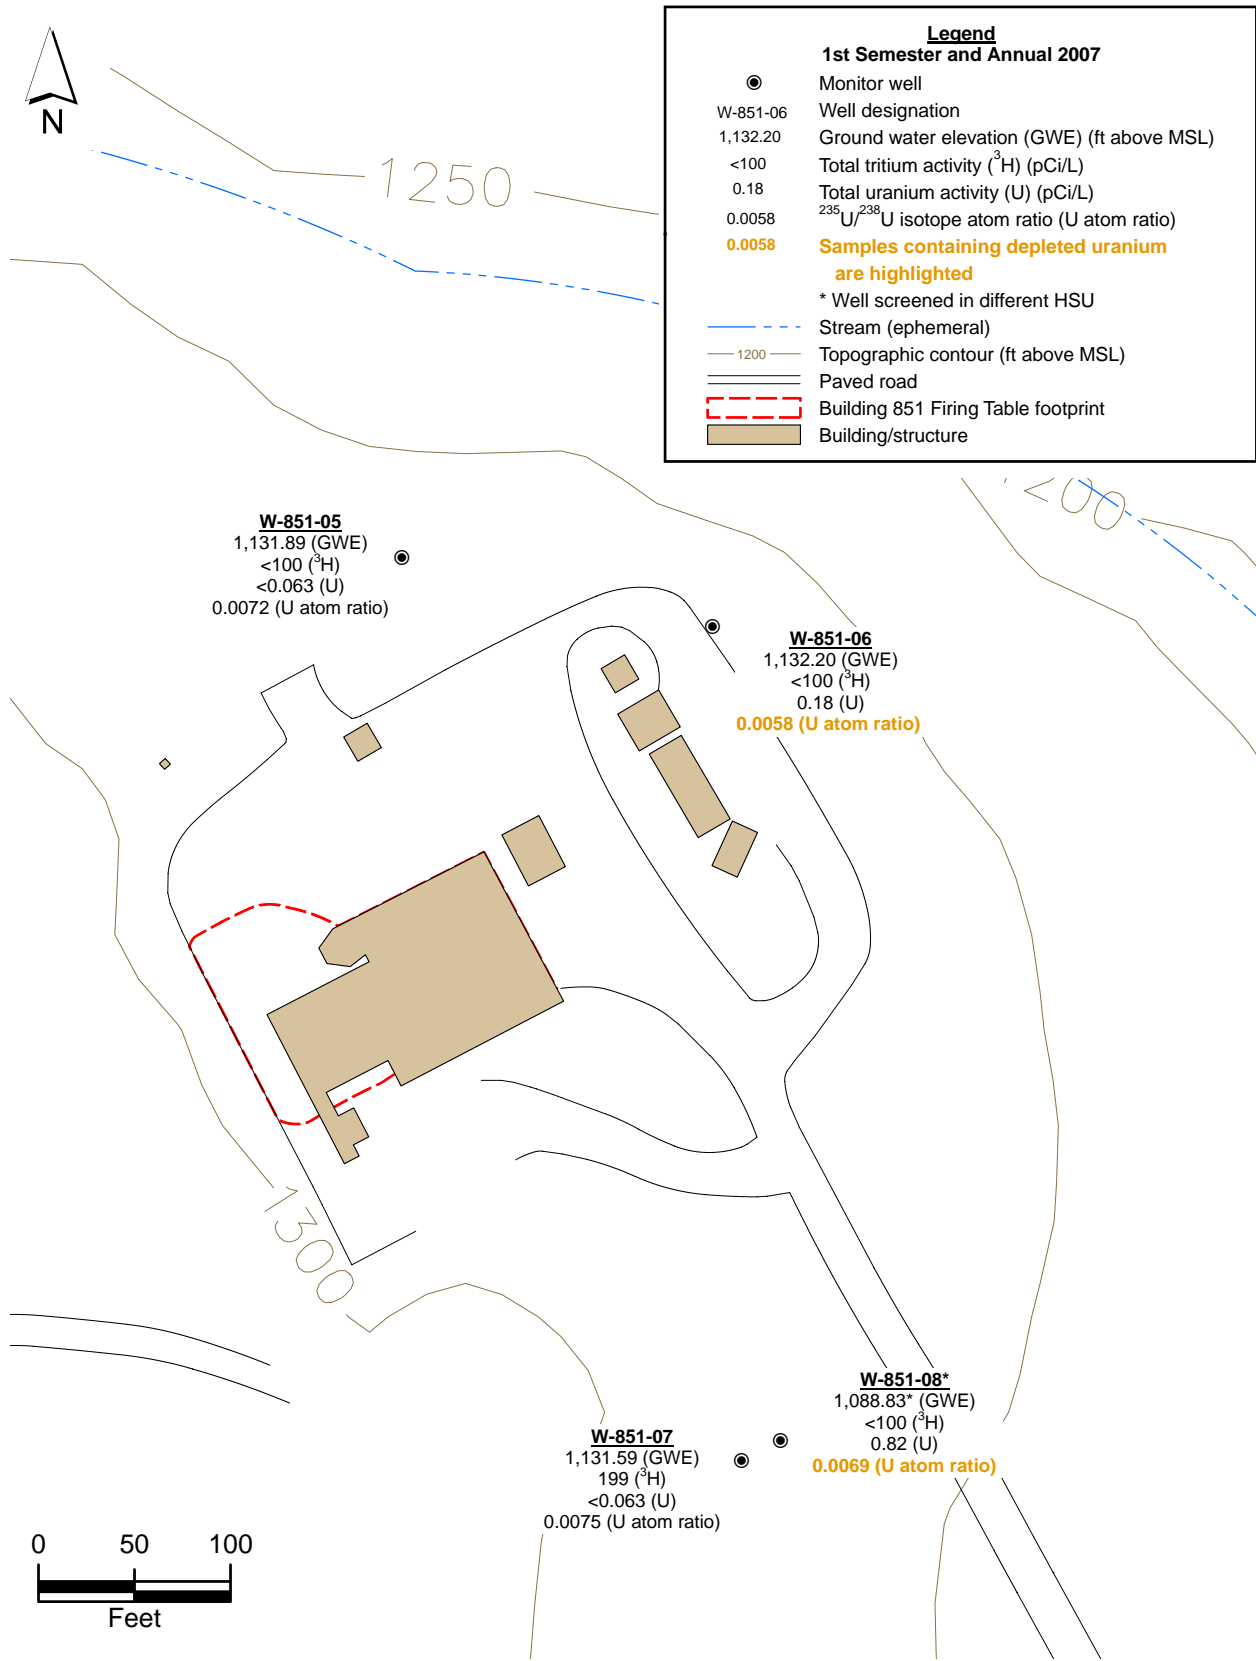 N
Legend
1st Semester and Annual 2007
Monitor well
W-851-06 Well designation
1,132.20 Ground water elevation (GWE) (ft above MSL)
<100 Total tritium activity (³H) (pCi/L)
0.18 Total uranium activity (U) (pCi/L)
0.0058 ²³⁵U/²³⁸U isotope atom ratio (U atom ratio)
0.0058 Samples containing depleted uranium
are highlighted
* Well screened in different HSU
Stream (ephemeral)
1200 Topographic contour (ft above MSL)
Paved road
Building 851 Firing Table footprint
Building/structure
1250
1200
W-851-05
1,131.89 (GWE)
<100 (³H)
<0.063 (U)
0.0072 (U atom ratio)
W-851-06
1,132.20 (GWE)
<100 (³H)
0.18 (U)
0.0058 (U atom ratio)
1300
W-851-08*
1,088.83* (GWE)
<100 (³H)
0.82 (U)
0.0069 (U atom ratio)
W-851-07
1,131.59 (GWE)
199 (³H)
<0.063 (U)
0.0075 (U atom ratio)
0 50 100
Feet